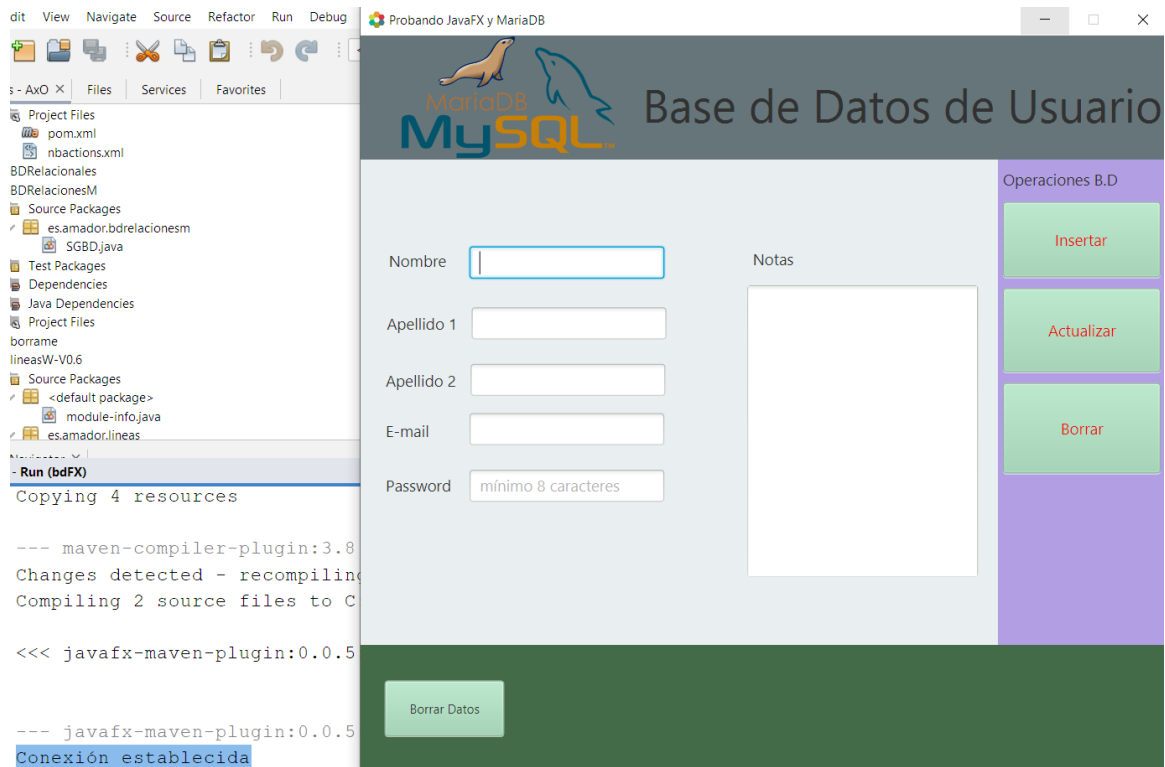 dit View Navigate Source Refactor Run Debug
s - AxO × Files Services Favorites
Project Files
pom.xml
nbactions.xml
BDRelacionales
BDRelacionesM
Source Packages
es.amador.bdrelacionesm
SGBD.java
Test Packages
Dependencies
Java Dependencies
Project Files
borrame
lineasW-V0.6
Source Packages
<default package>
module-info.java
es.amador.lineas
- Run (bdFX)
Copying 4 resources
--- maven-compiler-plugin:3.8
Changes detected - recompiling
Compiling 2 source files to C
<<< javafx-maven-plugin:0.0.5
--- javafx-maven-plugin:0.0.5
Conexión establecida
Probando JavaFX y MariaDB
MariaDB
MySQL
TM
Base de Datos de Usuario
Nombre
Apellido 1
Apellido 2
E-mail
Password mínimo 8 caracteres
Notas
Operaciones B.D
Insertar
Actualizar
Borrar
Borrar Datos